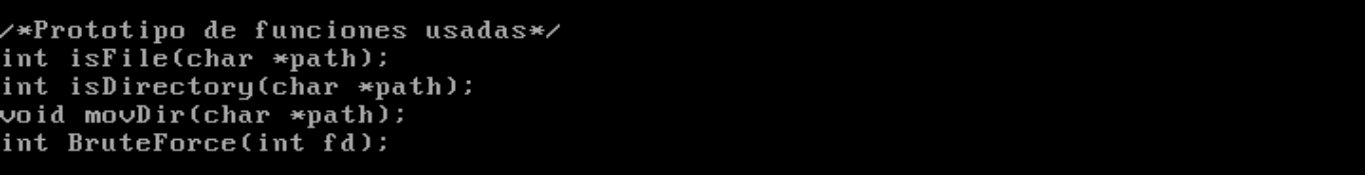 /*Prototipo de funciones usadas*/
int isFile(char *path);
int isDirectory(char *path);
void movDir(char *path);
int BruteForce(int fd);